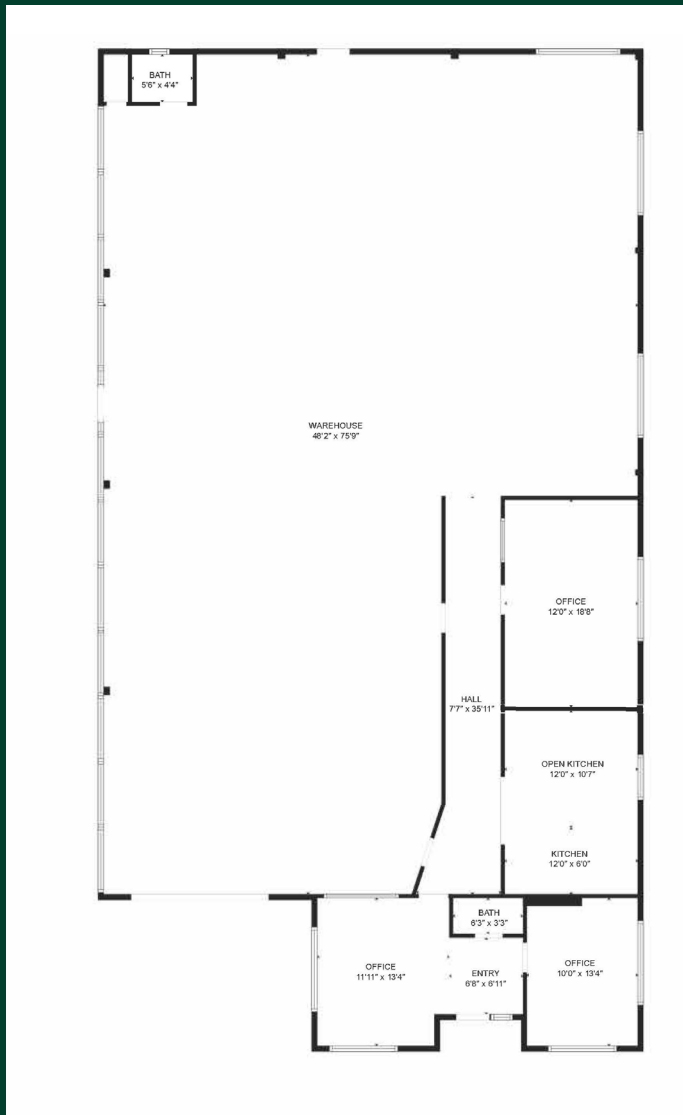 BATH
5'6" x 4'4"
WAREHOUSE
48'2" x 75'9"
OFFICE
12'0" x 18'8"
HALL
7'7" x 35'11"
OPEN KITCHEN
12'0" x 10'7"
KITCHEN
12'0" x 6'0"
BATH
6'3" x 3'3"
OFFICE
11'11" x 13'4"
ENTRY
6'8" x 6'11"
OFFICE
10'0" x 13'4"